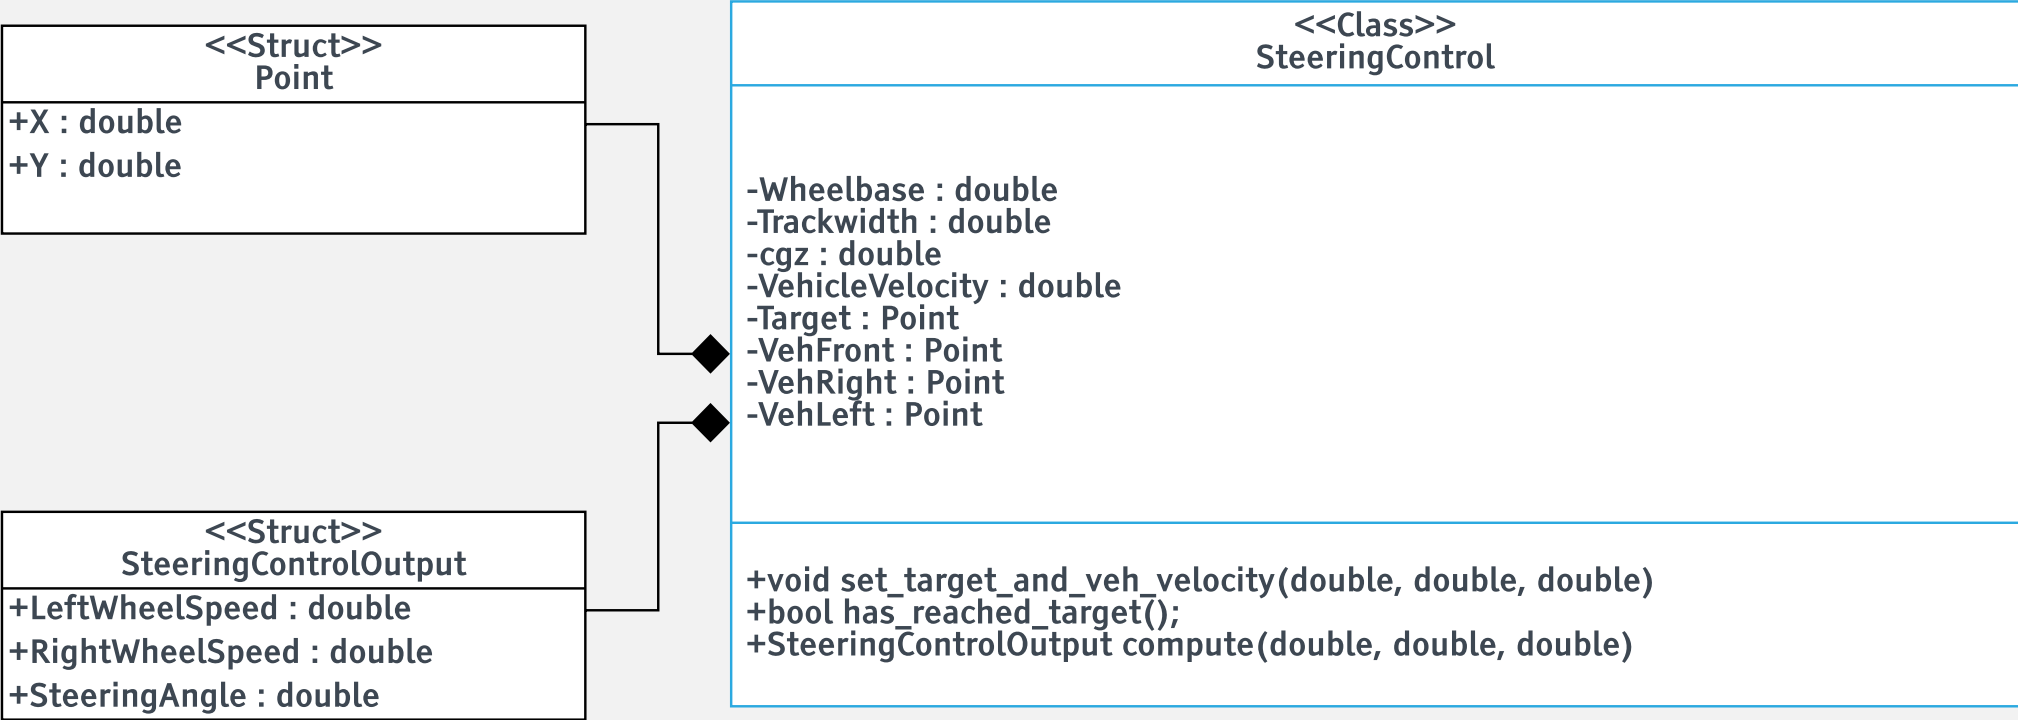 <<Struct>>
Point
+X : double
+Y : double
<<Struct>>
SteeringControlOutput
+LeftWheelSpeed : double
+RightWheelSpeed : double
+SteeringAngle : double
<<Class>>
SteeringControl
-Wheelbase : double
-Trackwidth : double
-cgz : double
-VehicleVelocity : double
-Target : Point
-VehFront : Point
-VehRight : Point
-VehLeft : Point
+void set_target_and_veh_velocity(double, double, double)
+bool has_reached_target();
+SteeringControlOutput compute(double, double, double)